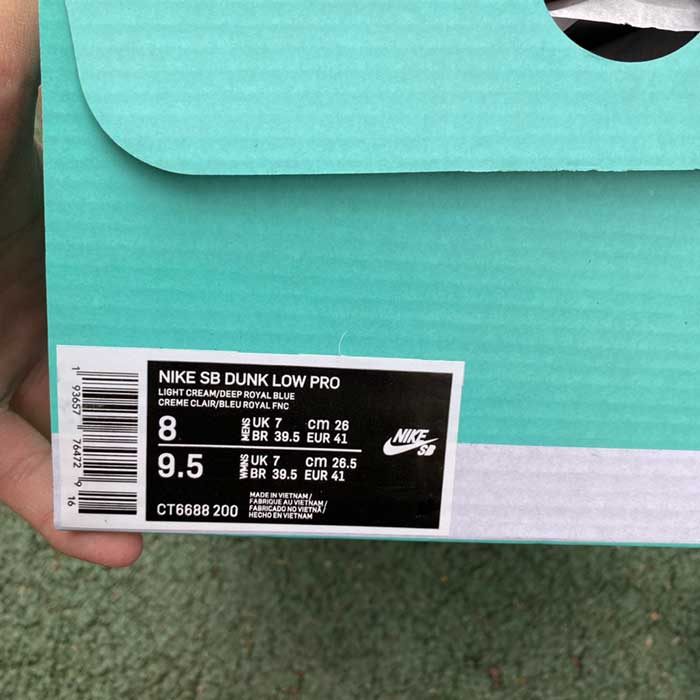 NIKE SB DUNK LOW PRO
LIGHT CREAM/DEEP ROYAL BLUE
CREME CLAIR/BLEU ROYAL FNC
8 MENS UK 7 cm 26
BR 39.5 EUR 41
9.5 WMNS UK 7 cm 26.5
BR 39.5 EUR 41
CT6688 200
MADE IN VIETNAM/
FABRIQUE AU VIETNAM/
FABRICADO NO VIETNÃ/
HECHO EN VIETNAM
NIKE
SB
1 93657 76472 9 16